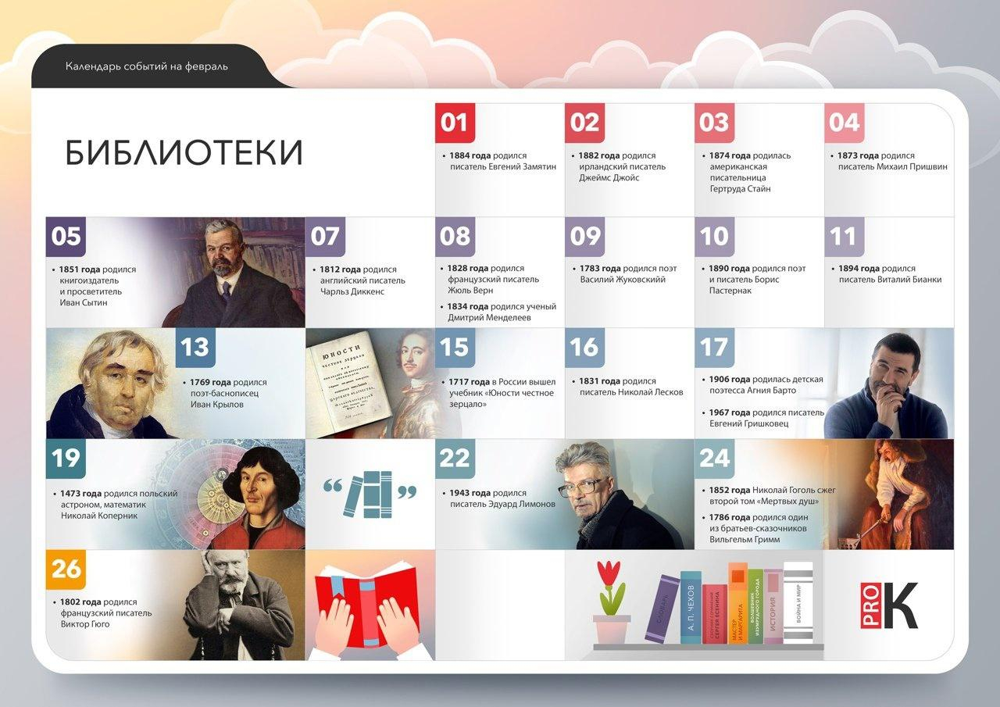 Календарь событий на февраль
БИБЛИОТЕКИ
01
• 1884 года родился
писатель Евгений Замятин
02
• 1882 года родился
ирландский писатель
Джеймс Джойс
03
• 1874 года родилась
американская
писательница
Гертруда Стайн
04
• 1873 года родился
писатель Михаил Пришвин
05
• 1851 года родился
книгоиздатель
и просветитель
Иван Сытин
07
• 1812 года родился
английский писатель
Чарльз Диккенс
08
• 1828 года родился
французский писатель
Жюль Верн
• 1834 года родился ученый
Дмитрий Менделеев
09
• 1783 года родился поэт
Василий Жуковскийй
10
• 1890 года родился поэт
и писатель Борис
Пастернак
11
• 1894 года родился
писатель Виталий Бианки
13
• 1769 года родился
поэт-баснописец
Иван Крылов
ЮНОСТИ
ЧЕСТНОЕ ЗЕРЦАЛО
15
• 1717 года в России вышел
учебник «Юности честное
зерцало»
16
• 1831 года родился
писатель Николай Лесков
17
• 1906 года родилась детская
поэтесса Агния Барто
• 1967 года родился писатель
Евгений Гришковец
19
• 1473 года родился польский
астроном, математик
Николай Коперник
“ ”
22
• 1943 года родился
писатель Эдуард Лимонов
24
• 1852 года Николай Гоголь сжег
второй том «Мертвых душ»
• 1786 года родился один
из братьев-сказочников
Вильгельм Гримм
26
• 1802 года родился
французский писатель
Виктор Гюго
СЛОВАРЬ
А. П. ЧЕХОВ
СБОРНИК СОЧИНЕНИЙ
СЕРГЕЯ ЕСЕНИНА
МАСТЕР
И МАРГАРИТА
ВОЛШЕБНИК
ИЗУМРУДНОГО ГОРОДА
ИСТОРИЯ
ВОЙНА И МИР
PRO К